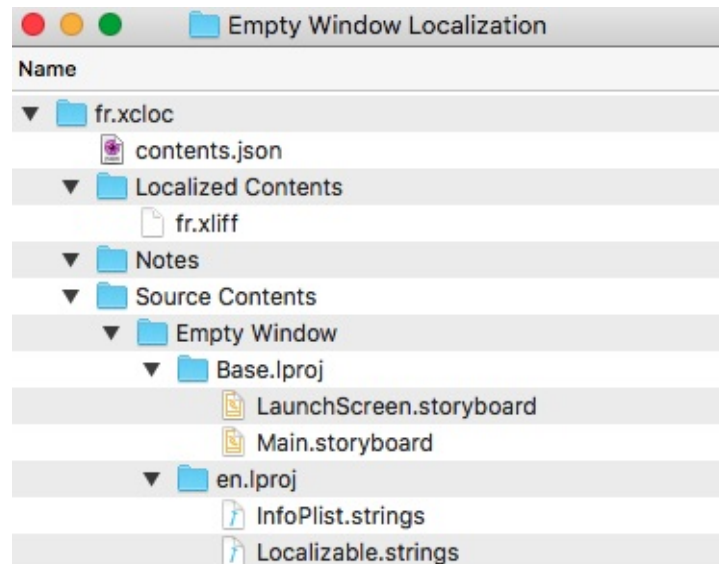 Empty Window Localization
Name
fr.xcloc
contents.json
Localized Contents
fr.xliff
Notes
Source Contents
Empty Window
Base.lproj
LaunchScreen.storyboard
Main.storyboard
en.lproj
InfoPlist.strings
Localizable.strings